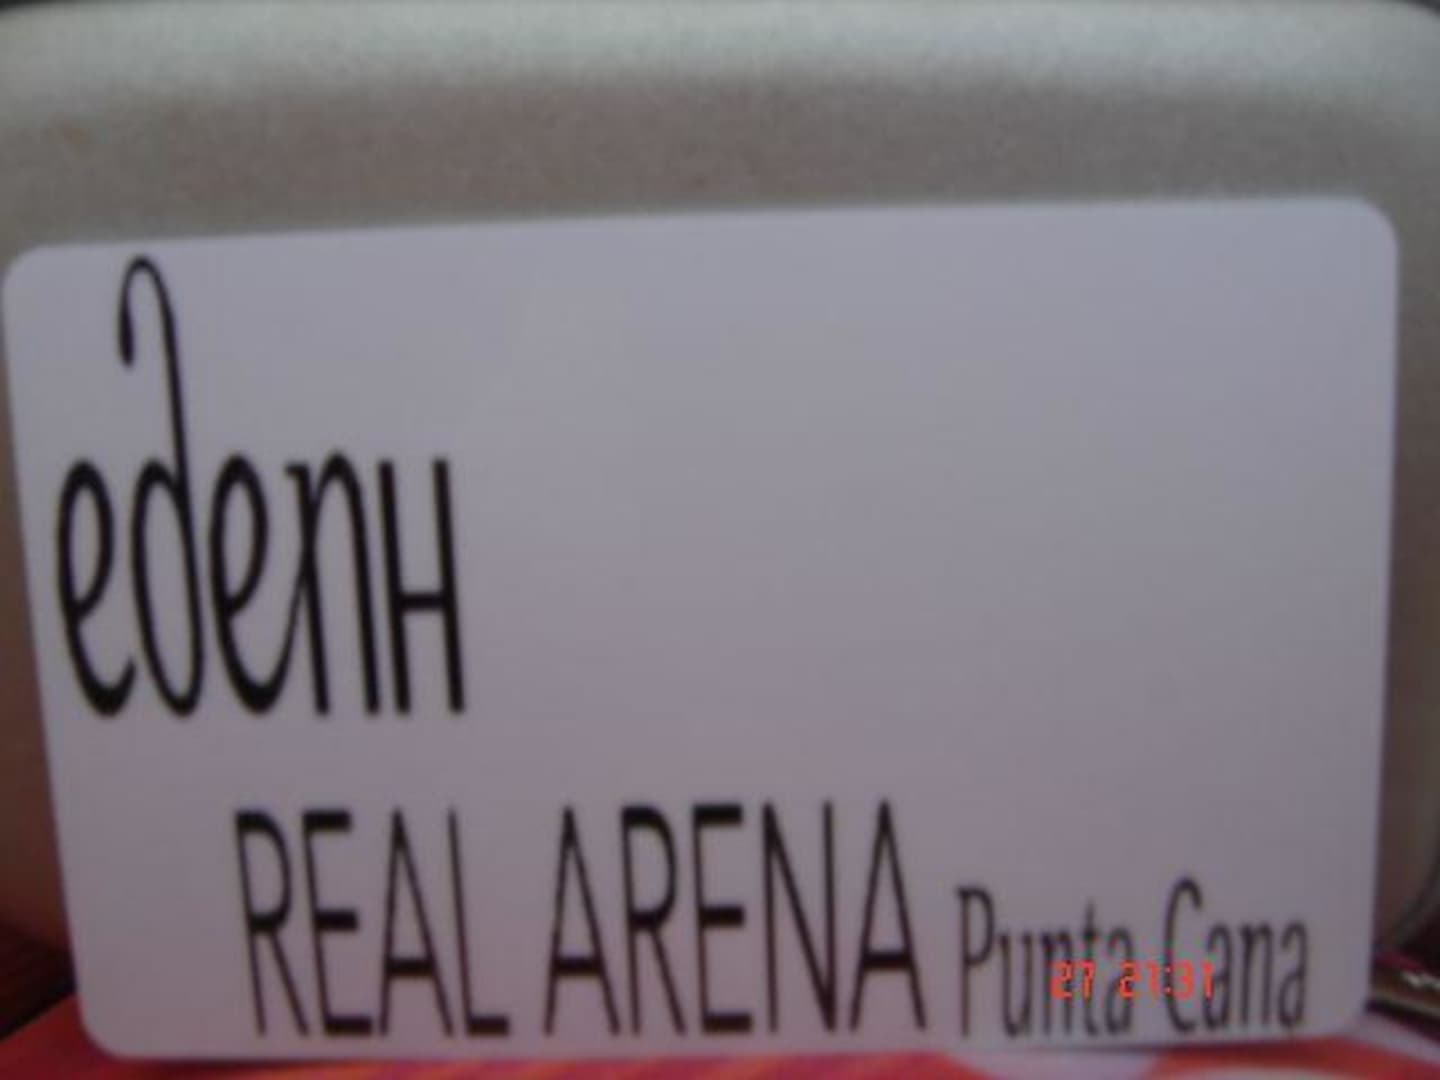 edenH
REAL ARENA Punta Cana
27 21:31